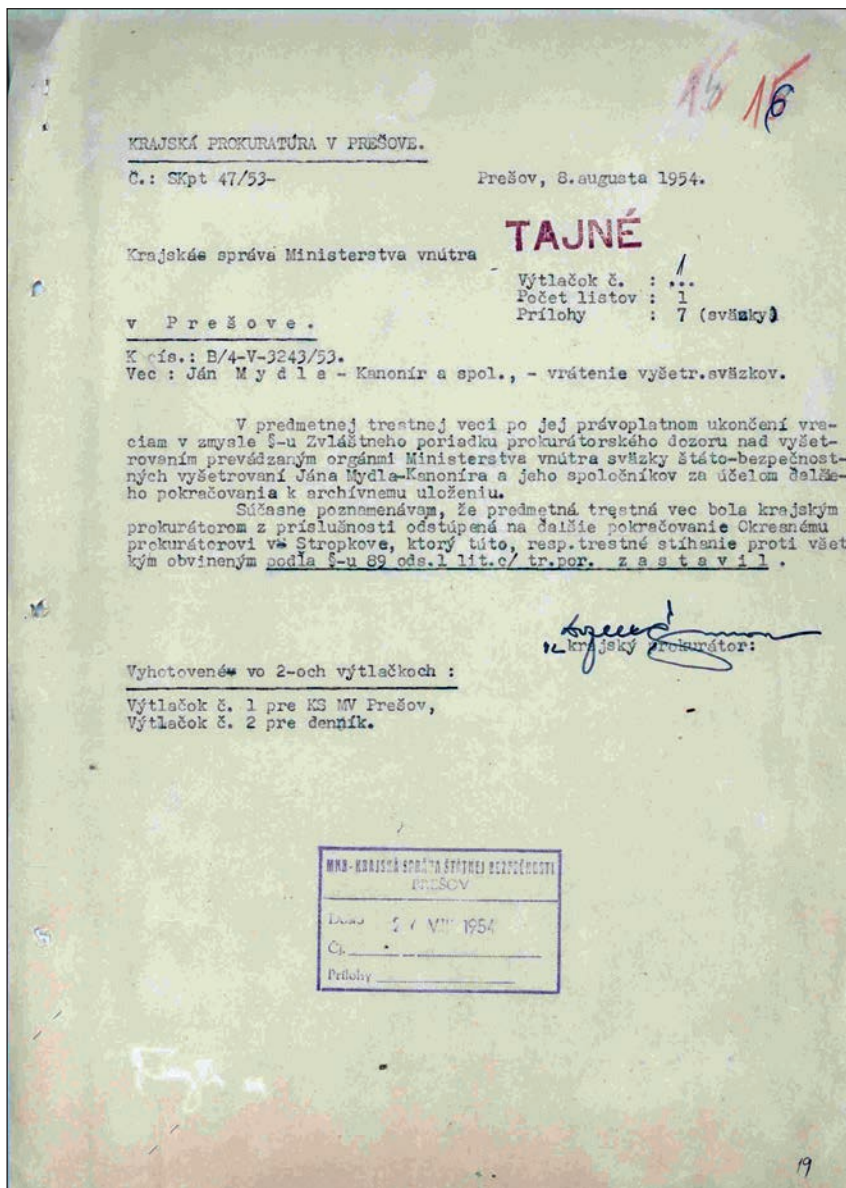 15 16
KRAJSKÁ PROKURATÚRA V PREŠOVE.
Č.: SKpt 47/53-
Prešov, 8.augusta 1954.
TAJNÉ
Krajská správa Ministerstva vnútra
Výtlačok č. : 1
Počet listov : 1
Prílohy : 7 (sväzky)
v Prešove.
K čís.: B/4-V-3243/53.
Vec : Ján Mydla - Kanonír a spol., - vrátenie vyšetr.sväzkov.
V predmetnej trestnej veci po jej právoplatnom ukončení vra-
ciam v zmysle §-u Zvláštneho poriadku prokurátorského dozoru nad vyšet-
rovaním prevádzaným orgánmi Ministerstva vnútra sväzky štáto-bezpečnost-
ných vyšetrovaní Jána Mydla-Kanoníra a jeho spoločníkov za účelom ďalšie-
ho pokračovania k archívnemu uloženiu.
Súčasne poznamenávam, že predmetná trestná vec bola krajským
prokurátorom z príslušnosti odstúpená na ďalšie pokračovanie Okresnému
prokurátorovi v Stropkove, ktorý túto, resp.trestné stíhanie proti všet
kým obvineným podľa §-u 89 ods.1 lit.c/ tr.por. zastavil.
krajský prokurátor:
Vyhotovené vo 2-och výtlačkoch :
Výtlačok č. 1 pre KS MV Prešov,
Výtlačok č. 2 pre denník.
MNB - KRAJSKÁ SPRÁVA ŠTÁTNEJ BEZPEČNOSTI
PREŠOV
Došlo 27 VIII 1954
Čj.
Prílohy
19